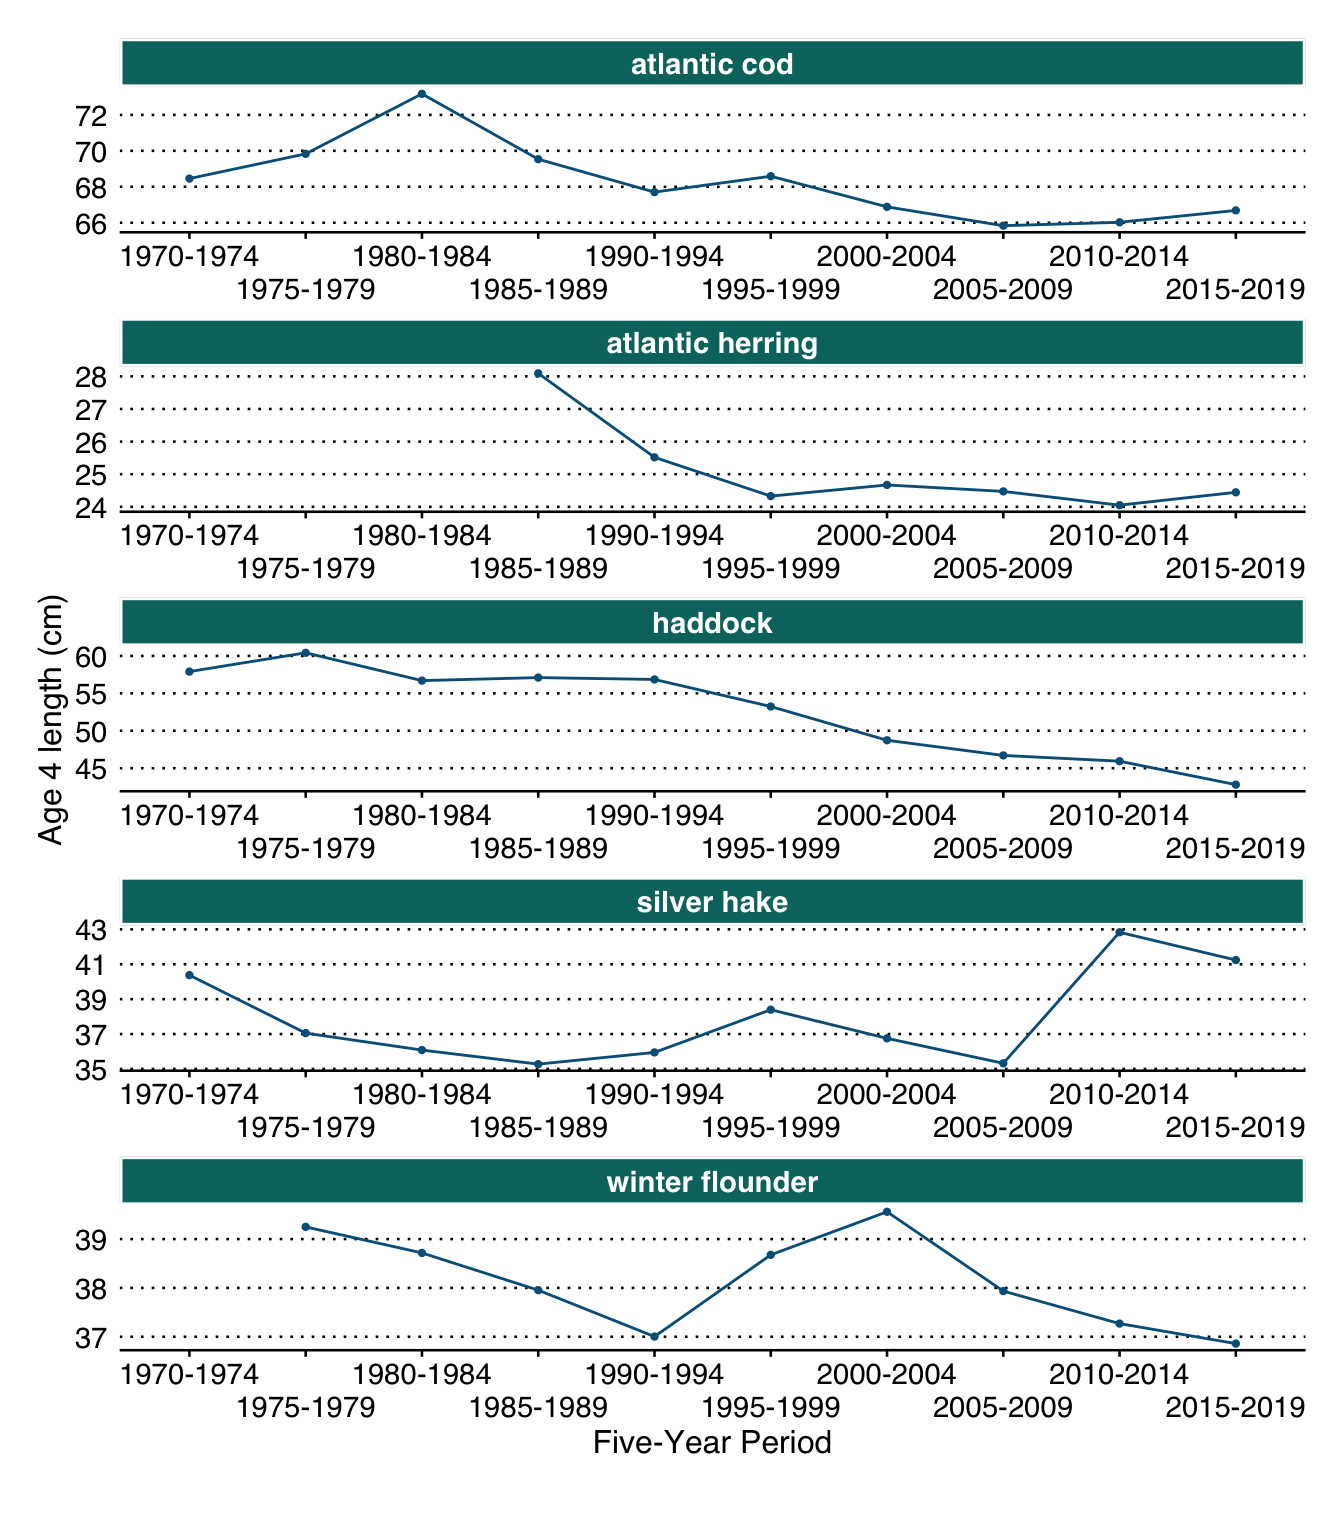 atlantic cod
72
70
68
66
1970-1974 1980-1984 1990-1994 2000-2004 2010-2014
1975-1979 1985-1989 1995-1999 2005-2009 2015-2019
atlantic herring
28
27
26
25
24
1970-1974 1980-1984 1990-1994 2000-2004 2010-2014
1975-1979 1985-1989 1995-1999 2005-2009 2015-2019
Age 4 length (cm)
haddock
60
55
50
45
1970-1974 1980-1984 1990-1994 2000-2004 2010-2014
1975-1979 1985-1989 1995-1999 2005-2009 2015-2019
silver hake
43
41
39
37
35
1970-1974 1980-1984 1990-1994 2000-2004 2010-2014
1975-1979 1985-1989 1995-1999 2005-2009 2015-2019
winter flounder
39
38
37
1970-1974 1980-1984 1990-1994 2000-2004 2010-2014
1975-1979 1985-1989 1995-1999 2005-2009 2015-2019
Five-Year Period